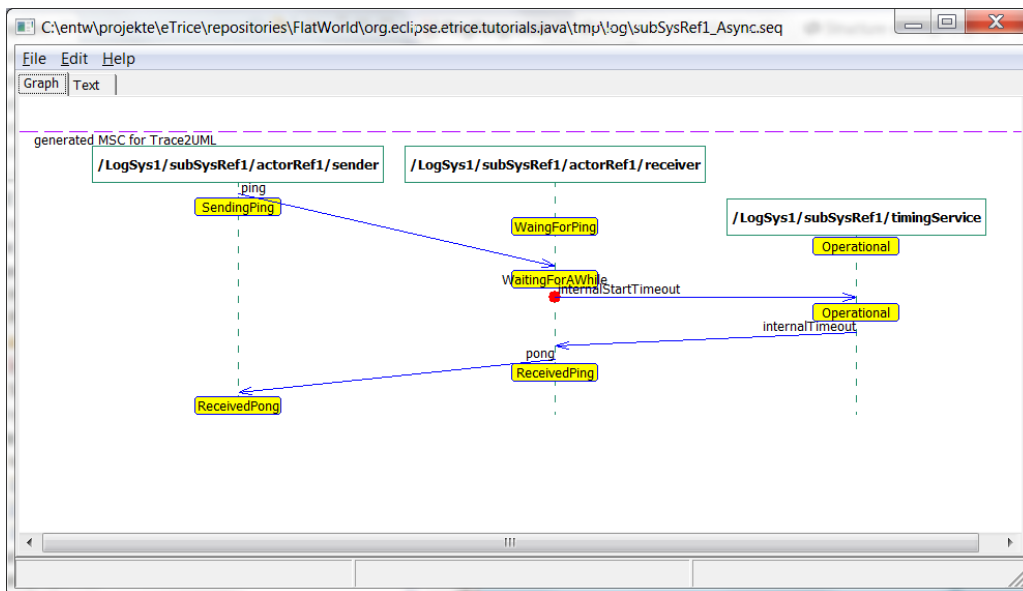 C:\entw\projekte\eTrice\repositories\FlatWorld\org.eclipse.etrice.tutorials.java\tmp\log\subSysRef1_Async.seq
File Edit Help
Graph Text
generated MSC for Trace2UML
/LogSys1/subSysRef1/actorRef1/sender
/LogSys1/subSysRef1/actorRef1/receiver
ping
SendingPing
/LogSys1/subSysRef1/timingService
WaingForPing
Operational
WaitingForAWhile
internalStartTimeout
Operational
internalTimeout
pong
ReceivedPing
ReceivedPong